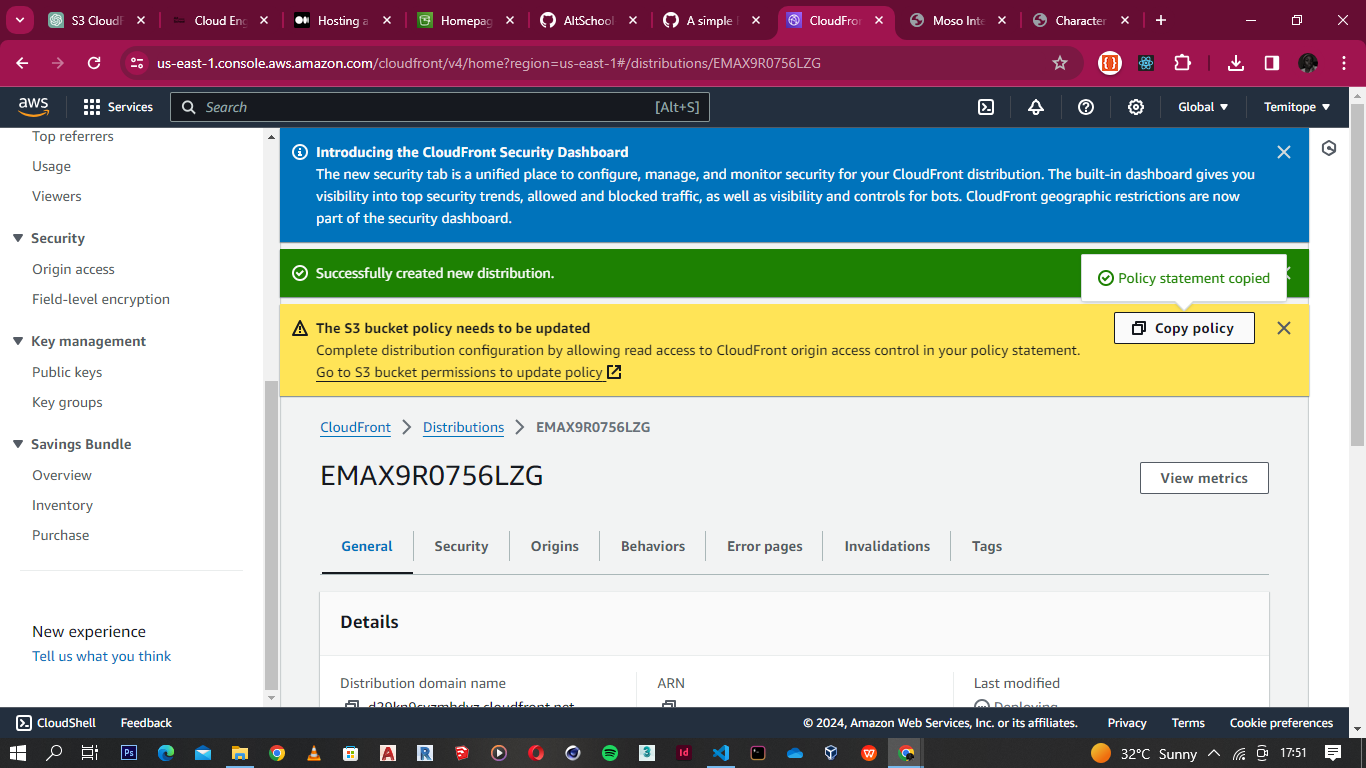 S3 CloudF
Cloud Eng
Hosting a
Homepag
AltSchool
A simple
CloudFron
Moso Inte
Character
us-east-1.console.aws.amazon.com/cloudfront/v4/home?region=us-east-1#/distributions/EMAX9R0756LZG
aws
Services
Search
[Alt+S]
Global
Temitope
Top referrers
Usage
Viewers
Security
Origin access
Field-level encryption
Key management
Public keys
Key groups
Savings Bundle
Overview
Inventory
Purchase
New experience
Tell us what you think
Introducing the CloudFront Security Dashboard
The new security tab is a unified place to configure, manage, and monitor security for your CloudFront distribution. The built-in dashboard gives you
visibility into top security trends, allowed and blocked traffic, as well as visibility and controls for bots. CloudFront geographic restrictions are now
part of the security dashboard.
Successfully created new distribution.
Policy statement copied
The S3 bucket policy needs to be updated
Copy policy
Complete distribution configuration by allowing read access to CloudFront origin access control in your policy statement.
Go to S3 bucket permissions to update policy
CloudFront
Distributions
EMAX9R0756LZG
EMAX9R0756LZG
View metrics
General
Security
Origins
Behaviors
Error pages
Invalidations
Tags
Details
Distribution domain name
ARN
Last modified
Deploying
CloudShell
Feedback
© 2024, Amazon Web Services, Inc. or its affiliates.
Privacy
Terms
Cookie preferences
32°C Sunny
17:51